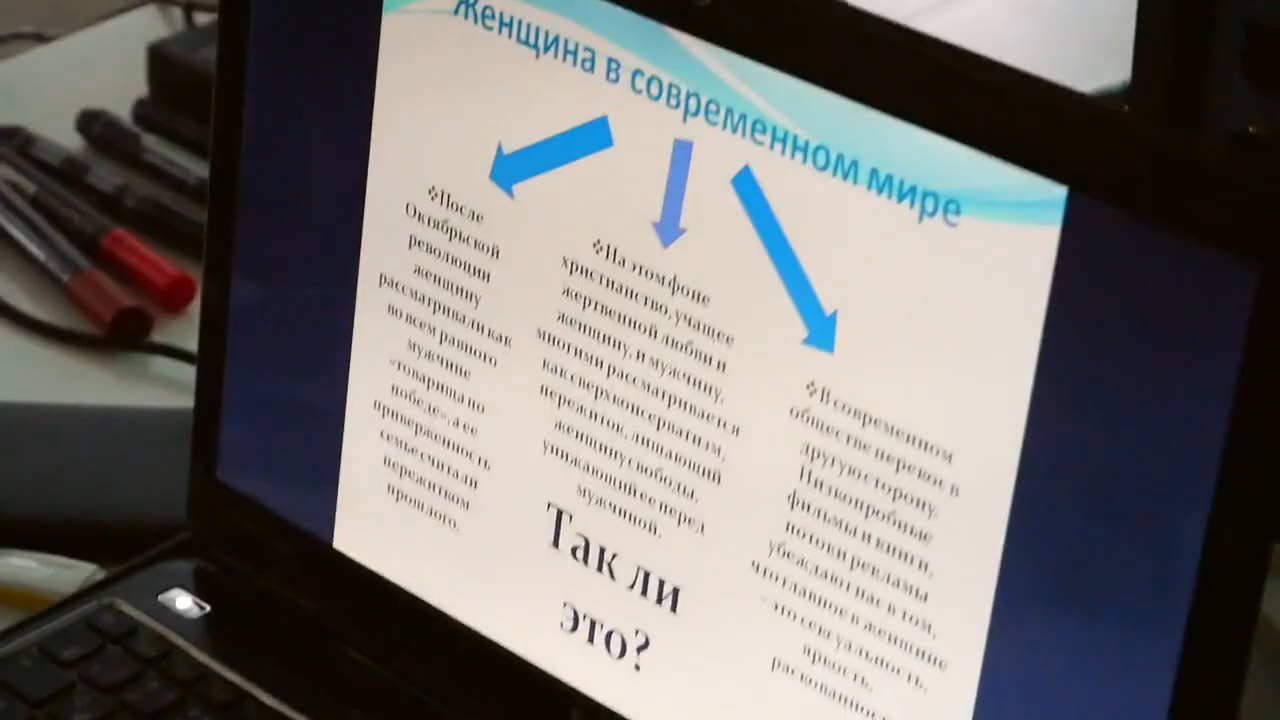 Женщина в современном мире
❖После
Октябрьской
революции
женщину
рассматривали как
во всем равного
мужчине
«товарища по
победе», а ее
приверженность
семье считали
пережитком
прошлого.
❖На этом фоне
христианство, учащее
жертвенной любви и
женщину, и мужчину,
многими рассматривается
как сверхконсерватизм,
пережиток, лишающий
женщину свободы,
унижающий ее перед
мужчиной.
Так ли
это?
❖В современном
обществе перекос в
другую сторону.
Низкопробные
фильмы и книги,
потоки рекламы
убеждают нас в том,
что главное в женщине
- это сексуальность,
яркость,